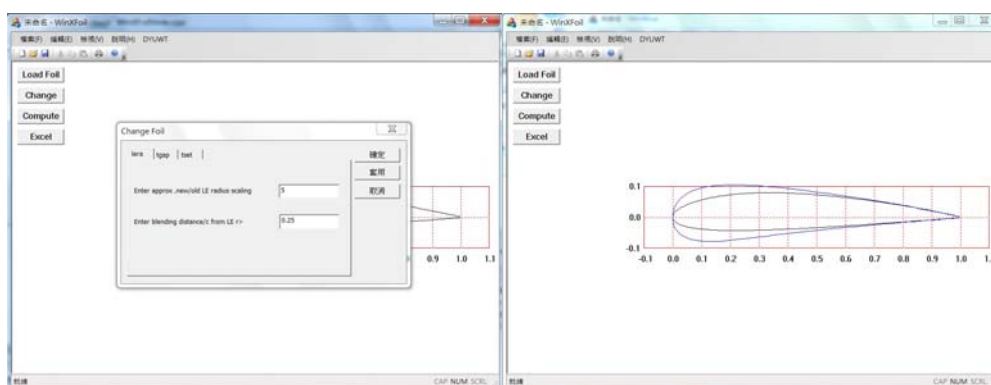 未命名 - WinXFoil
檔案(F) 編輯(E) 檢視(V) 說明(H) DYUWT
Load Foil
Change
Compute
Excel
Change Foil
lera tgap tset
Enter approx .new/old LE radius scaling 5
Enter blending distance/c from LE r> 0.25
確定
套用
取消
0.9 1.0 1.1
就緒
CAP NUM SCRL
未命名 - WinXFoil
檔案(F) 編輯(E) 檢視(V) 說明(H) DYUWT
Load Foil
Change
Compute
Excel
0.1
0.0
-0.1
-0.1 0.0 0.1 0.2 0.3 0.4 0.5 0.6 0.7 0.8 0.9 1.0 1.
就緒
CAP NUM SCRL